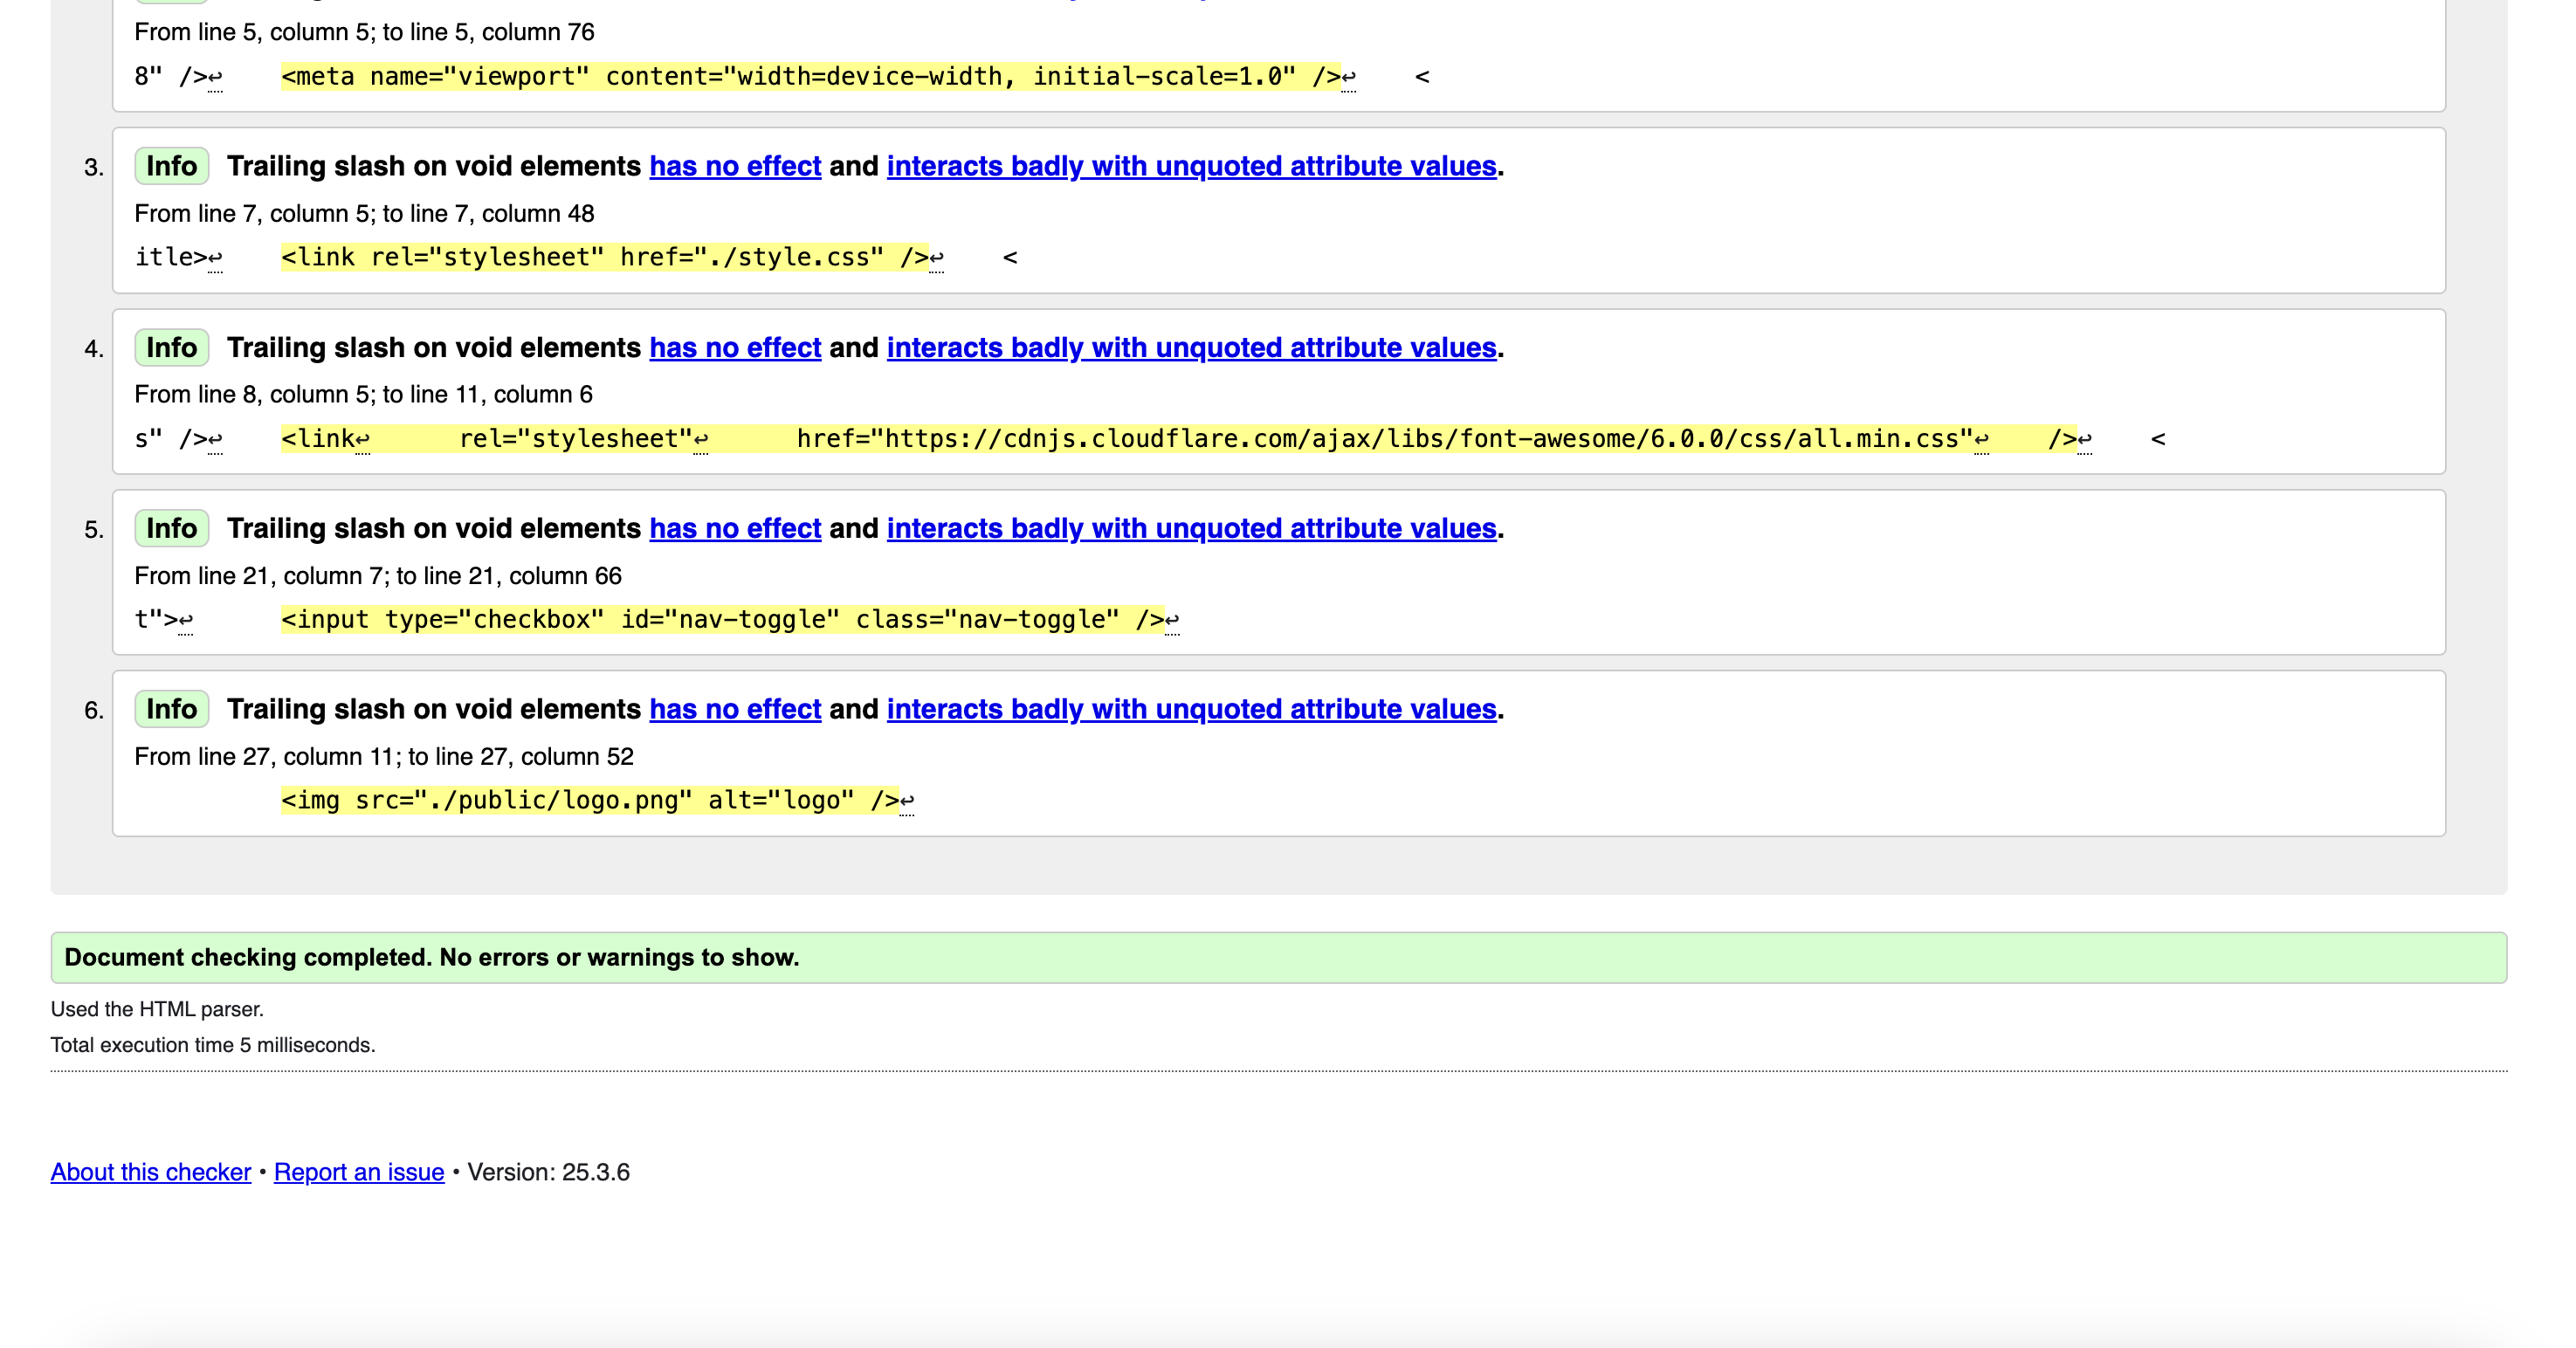 From line 5, column 5; to line 5, column 76
8" />↩    <meta name="viewport" content="width=device-width, initial-scale=1.0" />↩    <
3. Info Trailing slash on void elements has no effect and interacts badly with unquoted attribute values.
From line 7, column 5; to line 7, column 48
itle>↩    <link rel="stylesheet" href="./style.css" />↩    <
4. Info Trailing slash on void elements has no effect and interacts badly with unquoted attribute values.
From line 8, column 5; to line 11, column 6
s" />↩    <link↩      rel="stylesheet"↩      href="https://cdnjs.cloudflare.com/ajax/libs/font-awesome/6.0.0/css/all.min.css"↩    />↩    <
5. Info Trailing slash on void elements has no effect and interacts badly with unquoted attribute values.
From line 21, column 7; to line 21, column 66
t">↩      <input type="checkbox" id="nav-toggle" class="nav-toggle" />↩
6. Info Trailing slash on void elements has no effect and interacts badly with unquoted attribute values.
From line 27, column 11; to line 27, column 52
<img src="./public/logo.png" alt="logo" />↩
Document checking completed. No errors or warnings to show.
Used the HTML parser.
Total execution time 5 milliseconds.
About this checker • Report an issue • Version: 25.3.6